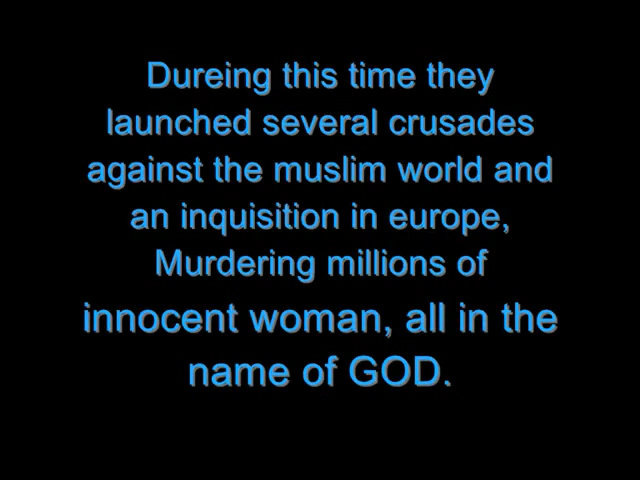 Dureing this time they
launched several crusades
against the muslim world and
an inquisition in europe,
Murdering millions of
innocent woman, all in the
name of GOD.